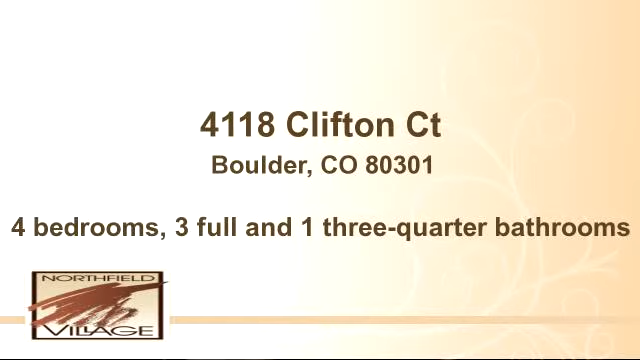 4118 Clifton Ct
Boulder, CO 80301
4 bedrooms, 3 full and 1 three-quarter bathrooms
NORTHFIELD
VILLAGE